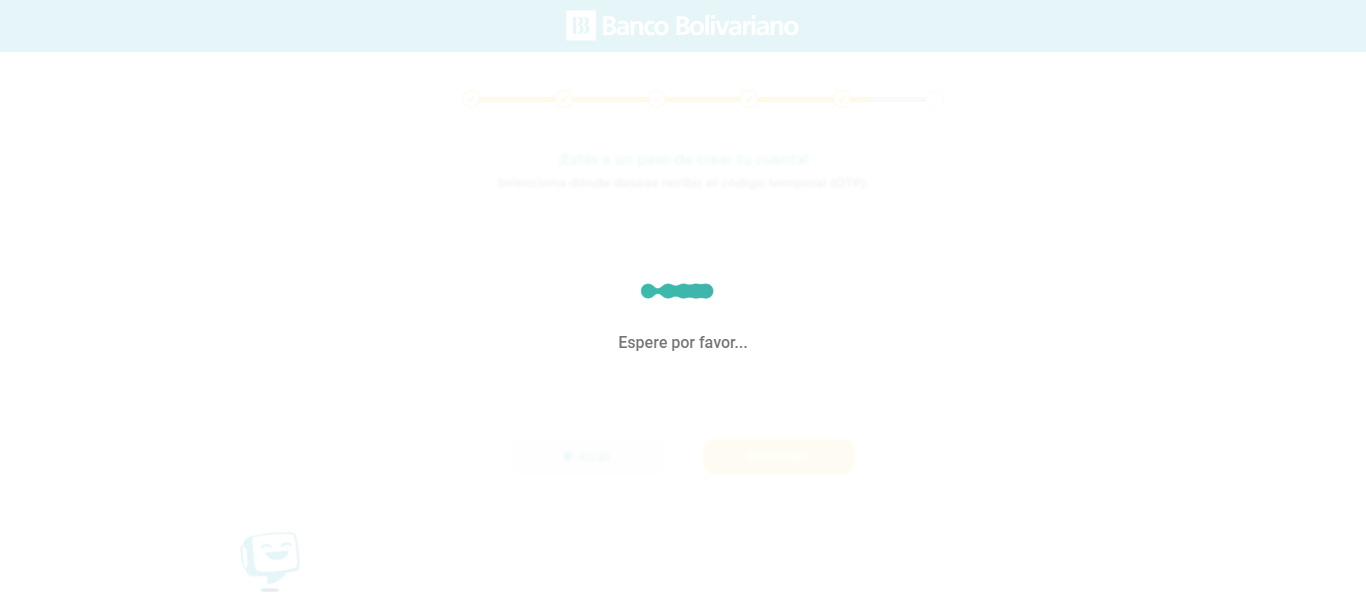 Banco Bolivariano
¡Estás a un paso de crear tu cuenta!
Selecciona dónde deseas recibir el código temporal (OTP)
Espere por favor...
Atrás